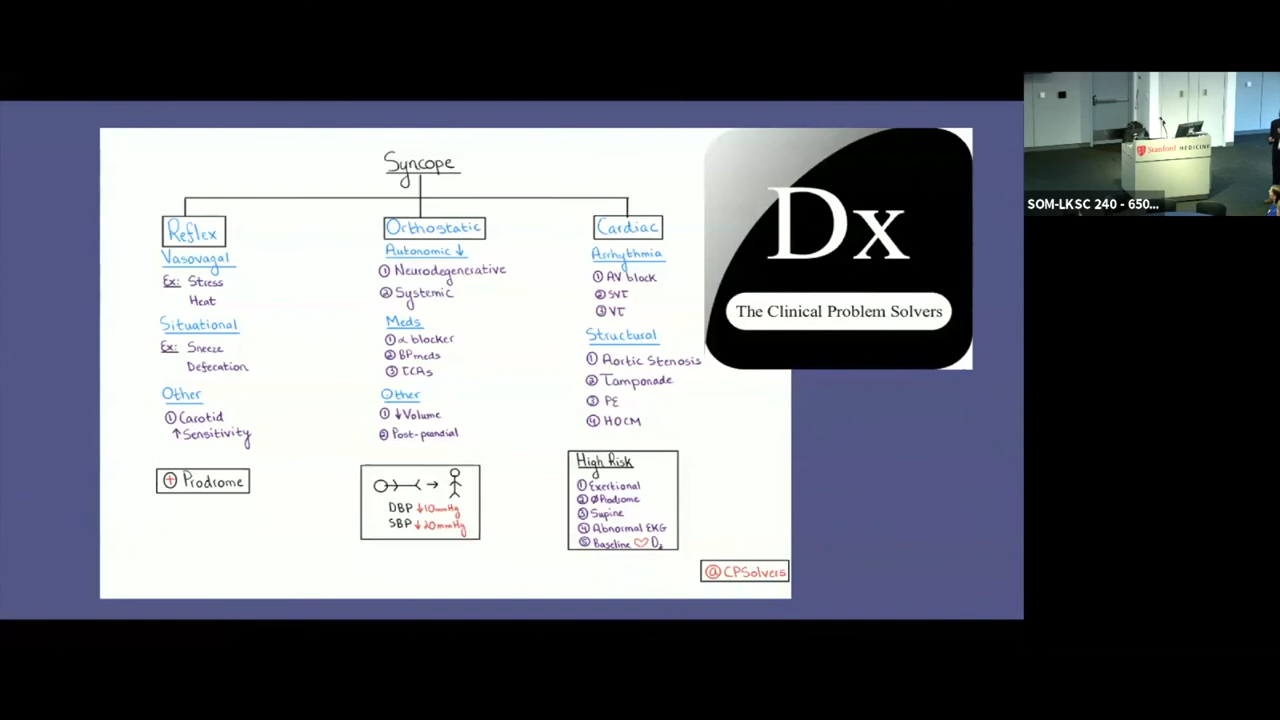 Syncope
Reflex
Vasovagal
Ex: Stress
Heat
Situational
Ex: Sneeze
Defecation
Other
① Carotid
↑ Sensitivity
⊕ Prodrome
Orthostatic
Autonomic ↓
① Neurodegenerative
② Systemic
Meds
① α blocker
② BP meds
③ TCAs
Other
① ↓ Volume
② Post-prandial
DBP ↓10mmHg
SBP ↓20mmHg
Cardiac
Arrhythmia
① AV block
② SVT
③ VT
Structural
① Aortic Stenosis
② Tamponade
③ PE
④ HOCM
High Risk
① Exertional
② ∅ Prodrome
③ Supine
④ Abnormal EKG
⑤ Baseline ♡ Dz
@CPSolvers
Dx
The Clinical Problem Solvers
Stanford MEDICINE
SOM-LKSC 240 - 650...